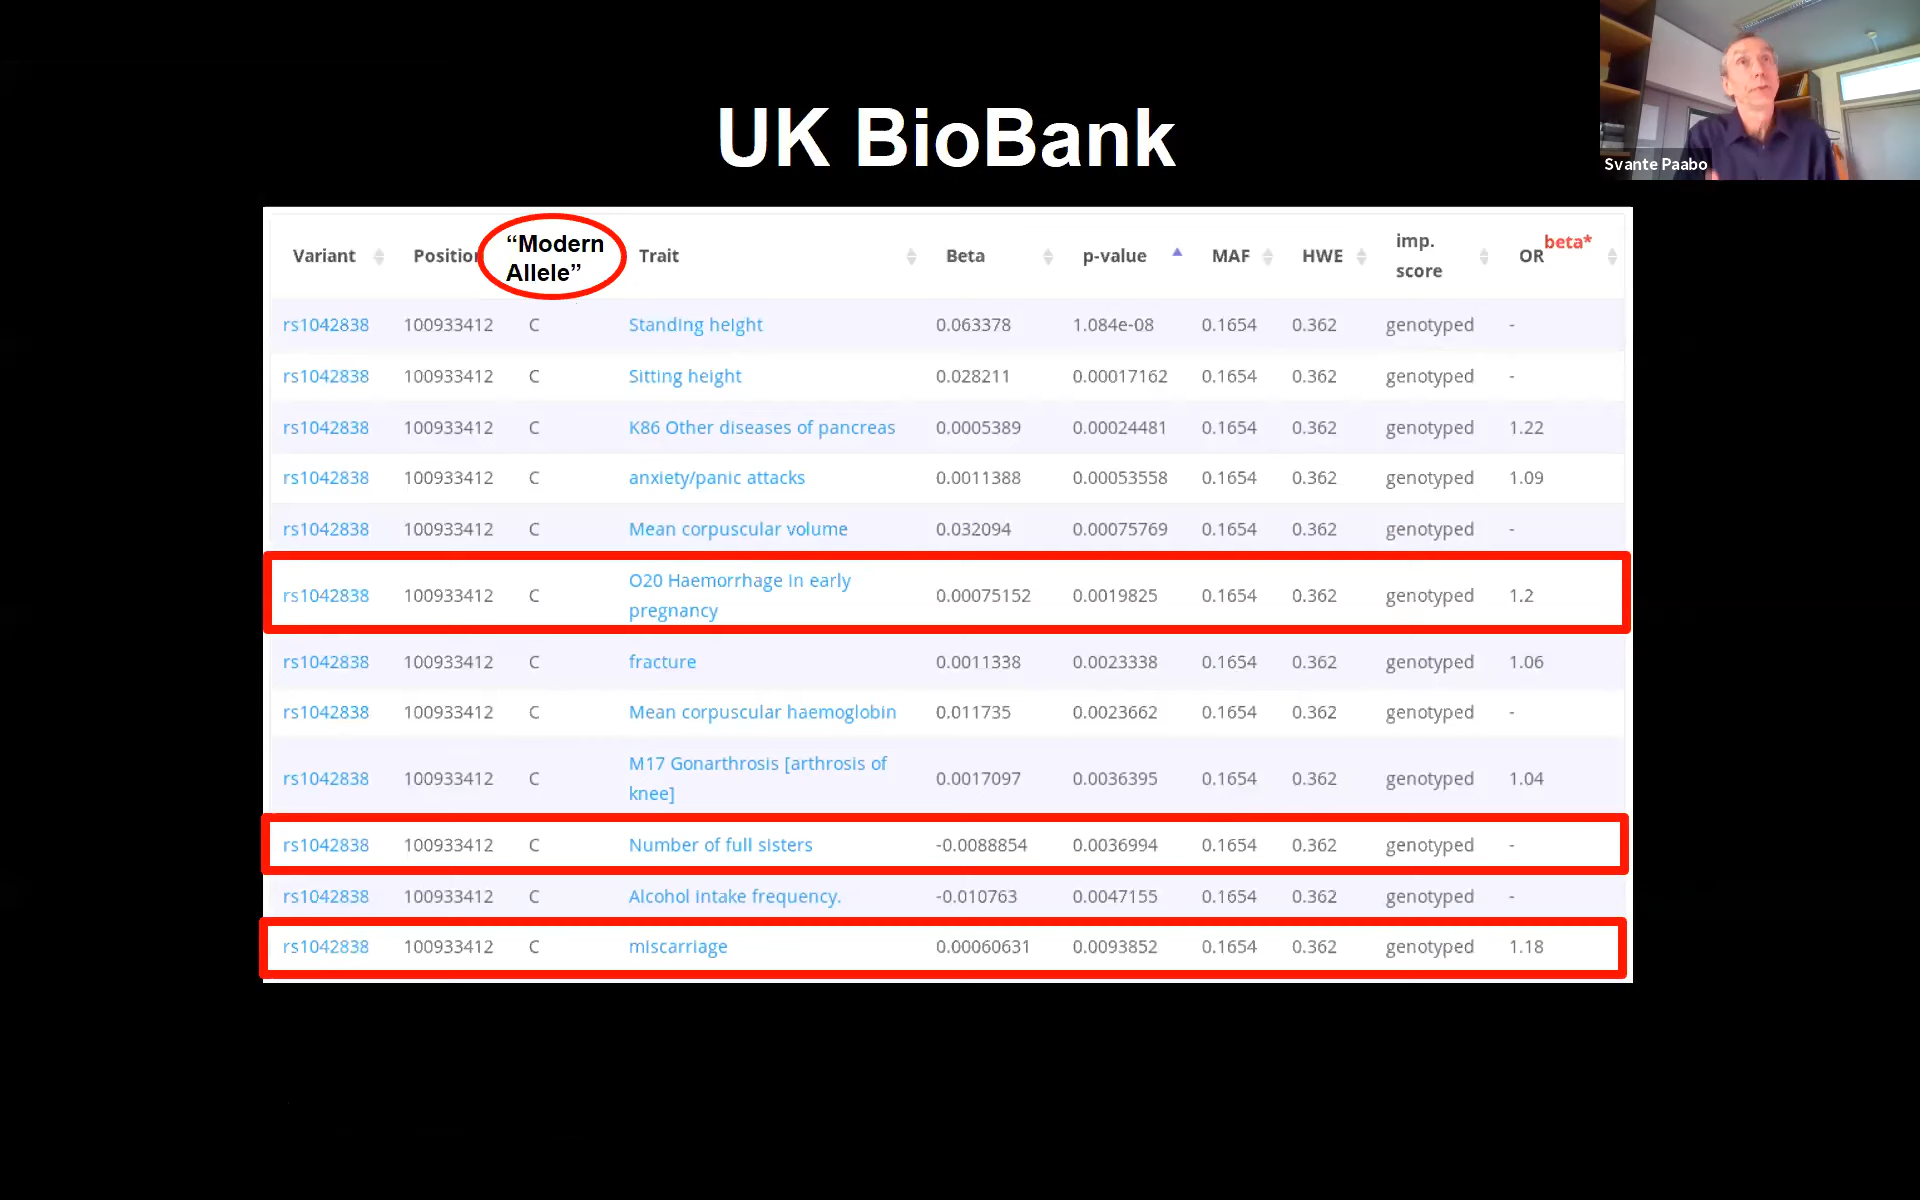 UK BioBank
Svante Paabo
Variant Position “Modern Allele” Trait Beta p-value MAF HWE imp. score OR beta*
rs1042838 100933412 C Standing height 0.063378 1.084e-08 0.1654 0.362 genotyped -
rs1042838 100933412 C Sitting height 0.028211 0.00017162 0.1654 0.362 genotyped -
rs1042838 100933412 C K86 Other diseases of pancreas 0.0005389 0.00024481 0.1654 0.362 genotyped 1.22
rs1042838 100933412 C anxiety/panic attacks 0.0011388 0.00053558 0.1654 0.362 genotyped 1.09
rs1042838 100933412 C Mean corpuscular volume 0.032094 0.00075769 0.1654 0.362 genotyped -
rs1042838 100933412 C O20 Haemorrhage in early pregnancy 0.00075152 0.0019825 0.1654 0.362 genotyped 1.2
rs1042838 100933412 C fracture 0.0011338 0.0023338 0.1654 0.362 genotyped 1.06
rs1042838 100933412 C Mean corpuscular haemoglobin 0.011735 0.0023662 0.1654 0.362 genotyped -
rs1042838 100933412 C M17 Gonarthrosis [arthrosis of knee] 0.0017097 0.0036395 0.1654 0.362 genotyped 1.04
rs1042838 100933412 C Number of full sisters -0.0088854 0.0036994 0.1654 0.362 genotyped -
rs1042838 100933412 C Alcohol intake frequency. -0.010763 0.0047155 0.1654 0.362 genotyped -
rs1042838 100933412 C miscarriage 0.00060631 0.0093852 0.1654 0.362 genotyped 1.18